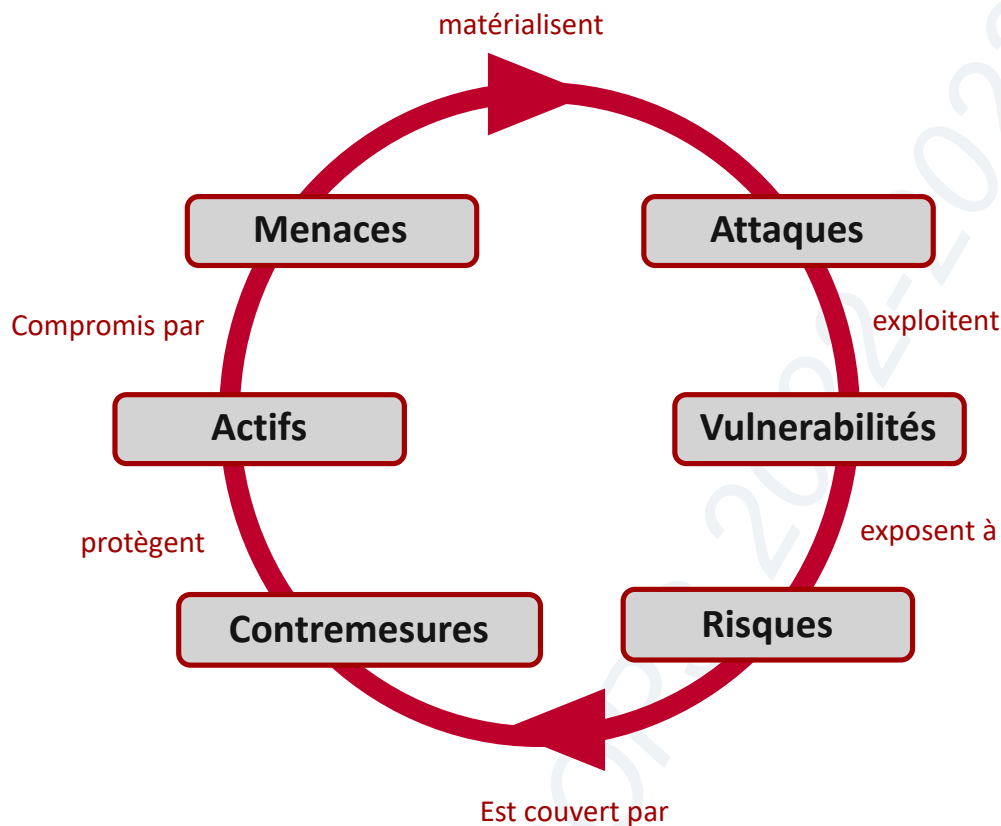 matérialisent
Menaces
Attaques
Compromis par
exploitent
Actifs
Vulnerabilités
protègent
exposent à
Contremesures
Risques
Est couvert par